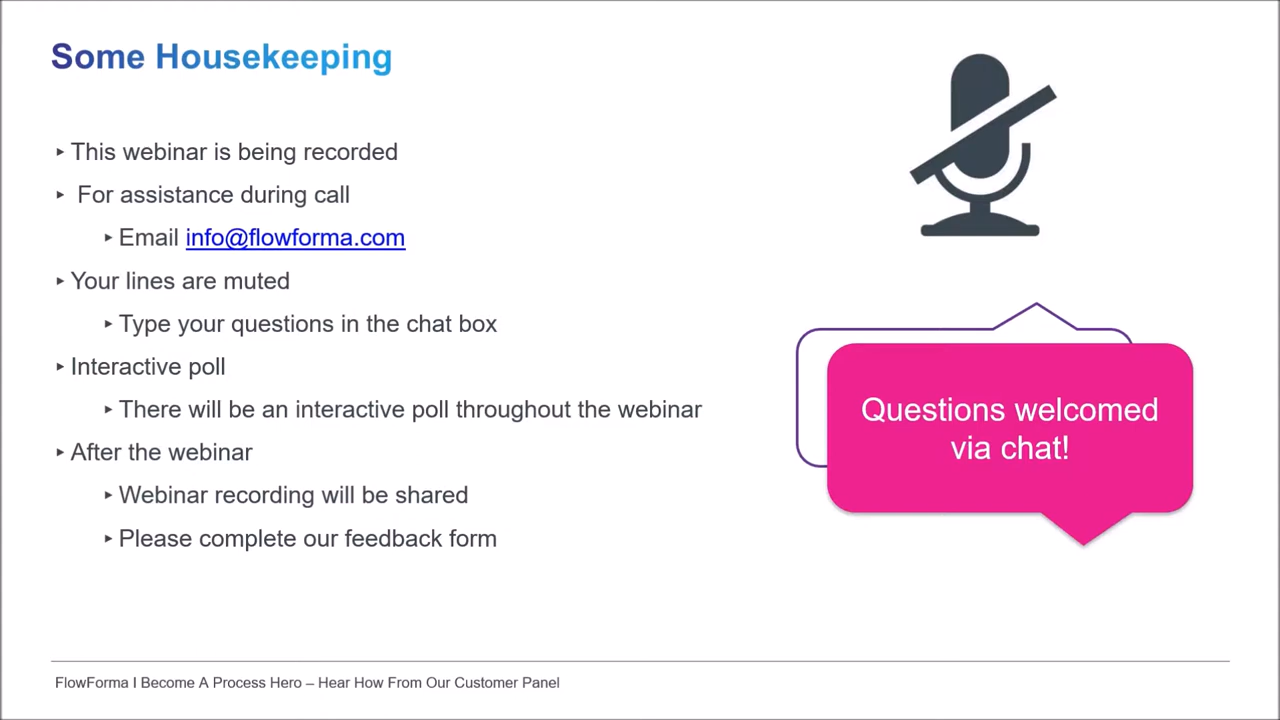 Some Housekeeping
‣ This webinar is being recorded
‣ For assistance during call
‣ Email info@flowforma.com
‣ Your lines are muted
‣ Type your questions in the chat box
‣ Interactive poll
‣ There will be an interactive poll throughout the webinar
‣ After the webinar
‣ Webinar recording will be shared
‣ Please complete our feedback form
Questions welcomed
via chat!
FlowForma I Become A Process Hero – Hear How From Our Customer Panel